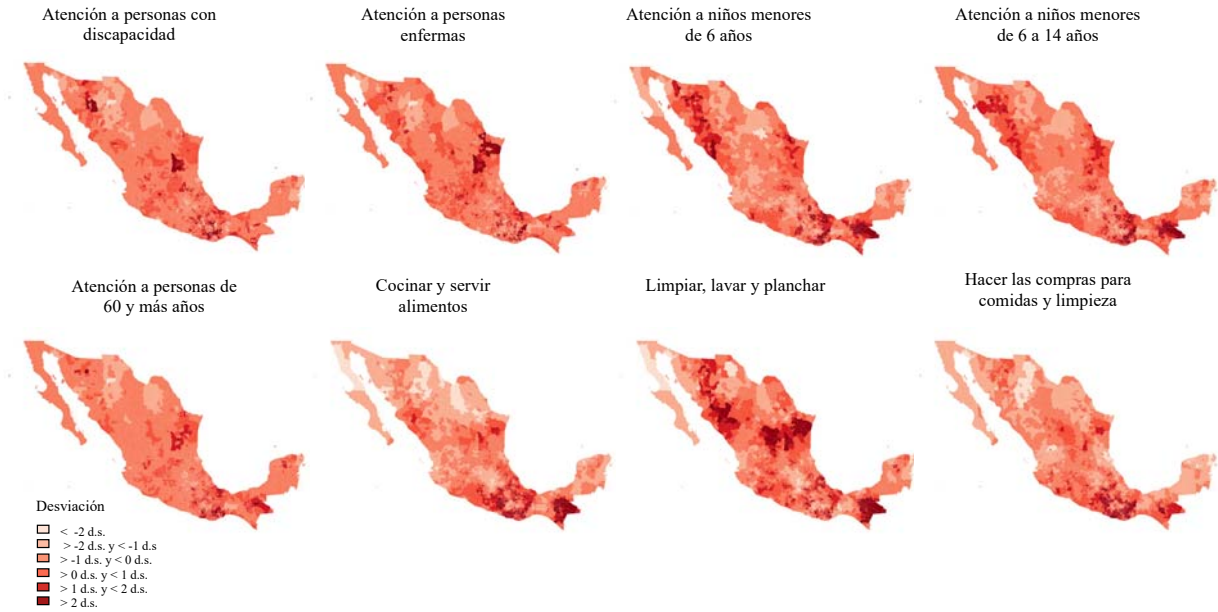 Atención a personas con
discapacidad
Atención a personas
enfermas
Atención a niños menores
de 6 años
Atención a niños menores
de 6 a 14 años
Atención a personas de
60 y más años
Cocinar y servir
alimentos
Limpiar, lavar y planchar
Hacer las compras para
comidas y limpieza
Desviación
< -2 d.s.
> -2 d.s. y < -1 d.s
> -1 d.s. y < 0 d.s.
> 0 d.s. y < 1 d.s.
> 1 d.s. y < 2 d.s.
> 2 d.s.